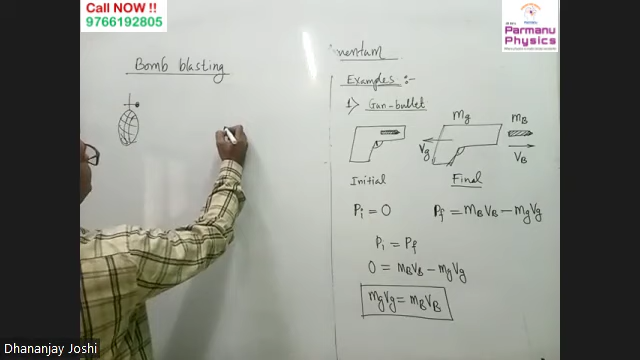 Call NOW !!
9766192805
Parmanu
Physics
Bomb blasting
mentum
Examples :-
1) Gun-bullet
mg
mB
Vg
VB
Initial
Final
Pi = 0
Pf = mBVB - mgVg
Pi = Pf
0 = mBVB - mgVg
mgVg = mBVB
Dhananjay Joshi